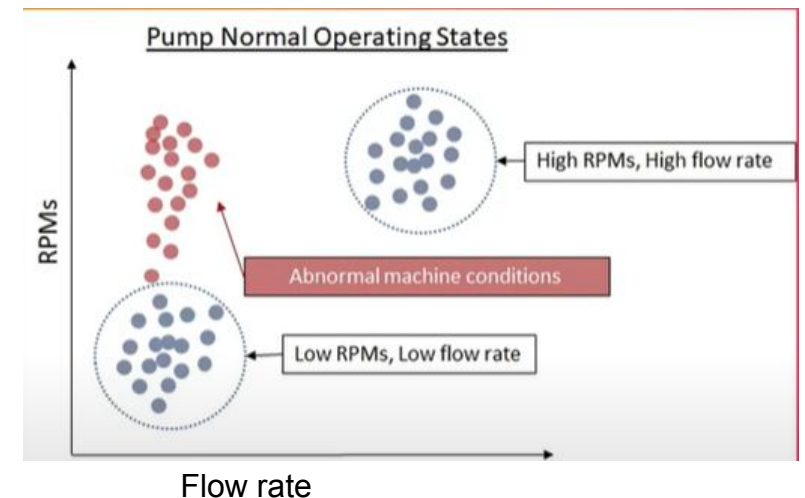 Pump Normal Operating States
High RPMs, High flow rate
RPMs
Abnormal machine conditions
Low RPMs, Low flow rate
Flow rate